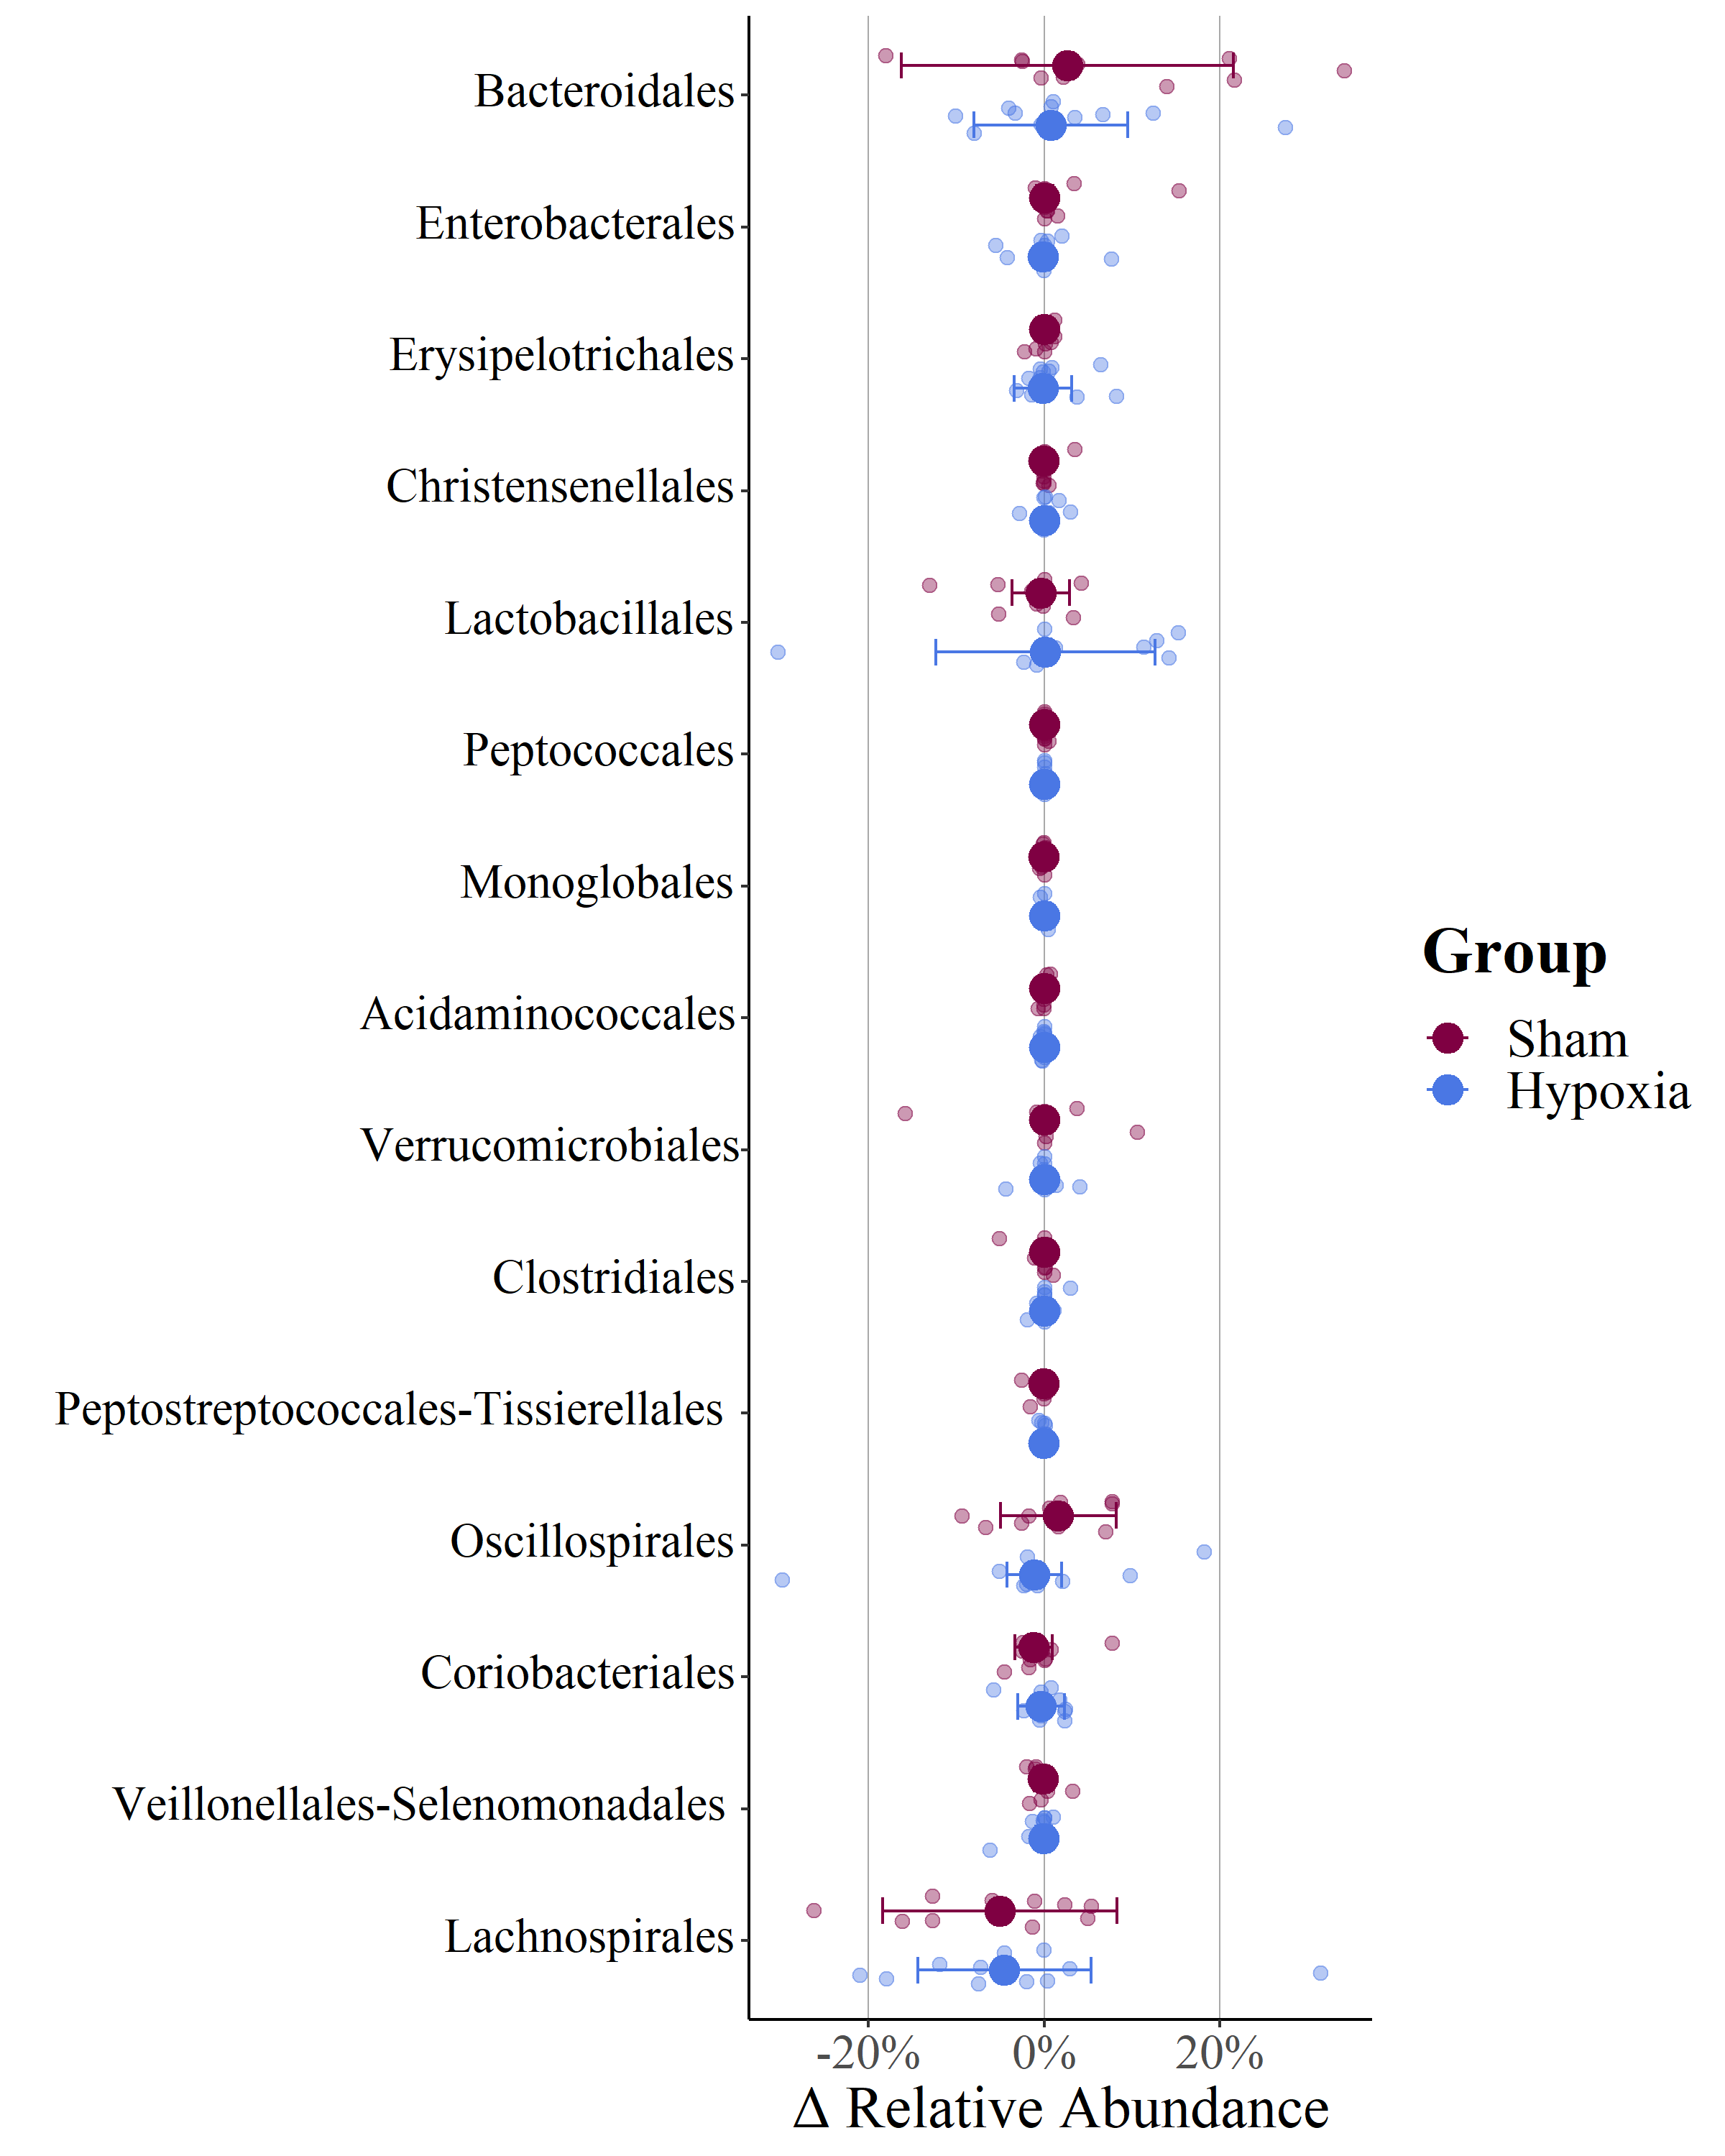 Bacteroidales
Enterobacterales
Erysipelotrichales
Christensenellales
Lactobacillales
Peptococcales
Monoglobales
Acidaminococcales
Verrucomicrobiales
Clostridiales
Peptostreptococcales-Tissierellales
Oscillospirales
Coriobacteriales
Veillonellales-Selenomonadales
Lachnospirales
-20% 0% 20%
Δ Relative Abundance
Group
Sham
Hypoxia